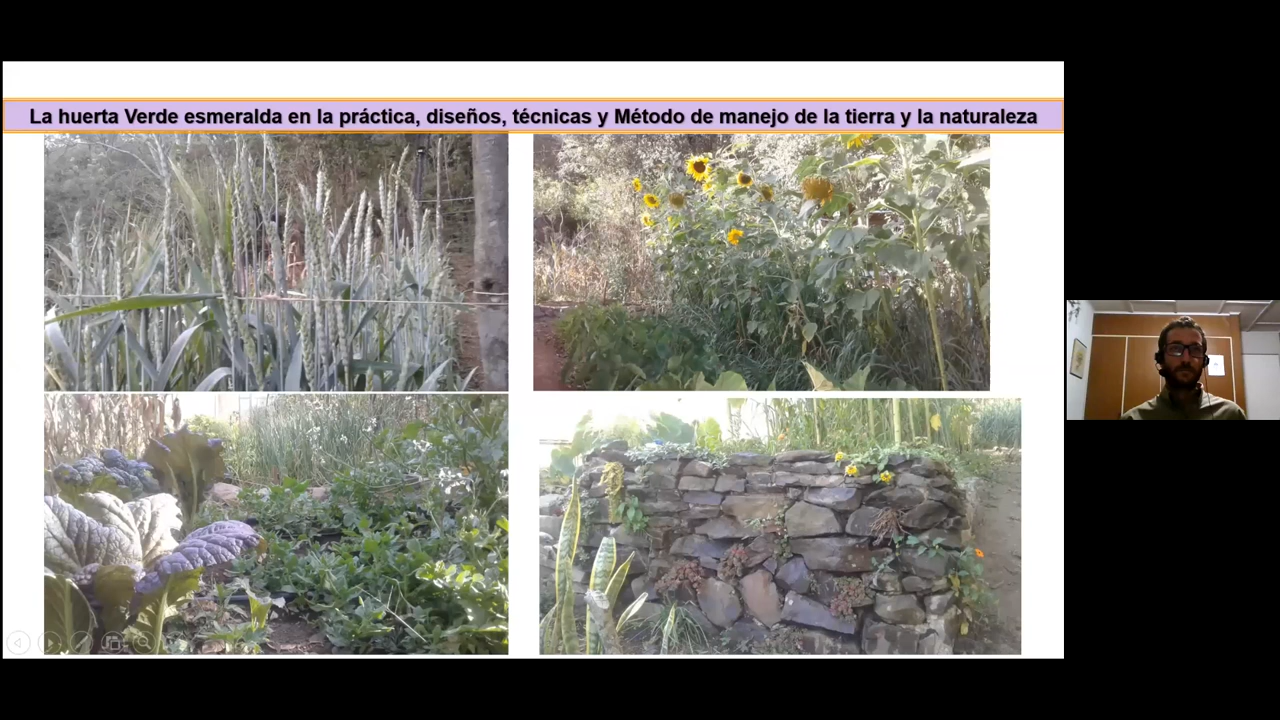 La huerta Verde esmeralda en la práctica, diseños, técnicas y Método de manejo de la tierra y la naturaleza